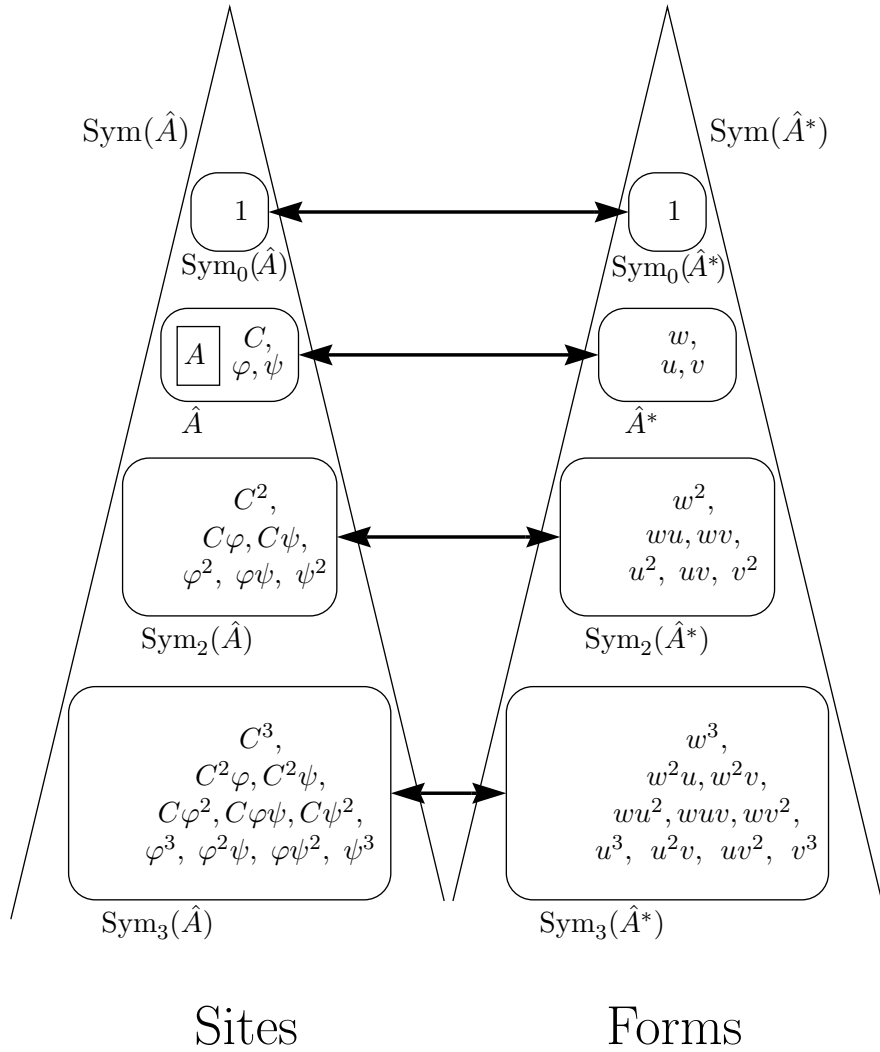 Sym(Â) Sym(Â*)
1 1
Sym₀(Â) Sym₀(Â*)
A C, w,
φ, ψ u, v
Â Â*
C², w²,
Cφ, Cψ, wu, wv,
φ², φψ, ψ² u², uv, v²
Sym₂(Â) Sym₂(Â*)
C³, w³,
C²φ, C²ψ, w²u, w²v,
Cφ², Cφψ, Cψ², wu², wuv, wv²,
φ³, φ²ψ, φψ², ψ³ u³, u²v, uv², v³
Sym₃(Â) Sym₃(Â*)
Sites Forms